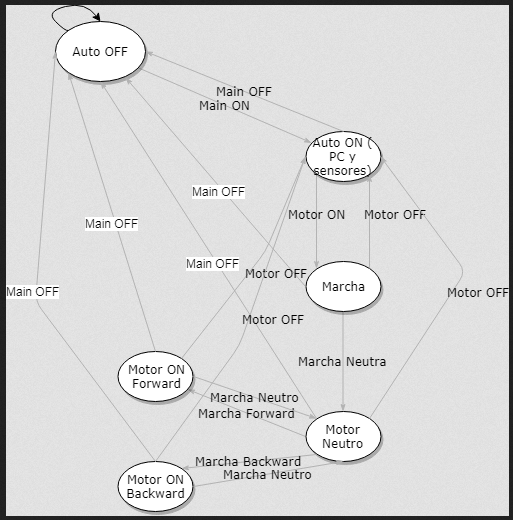 Auto OFF
Main OFF
Main ON
Auto ON (
PC y
sensores)
Main OFF
Motor ON
Motor OFF
Main OFF
Main OFF
Motor OFF
Marcha
Main OFF
Motor OFF
Motor OFF
Marcha Neutra
Motor ON
Forward
Marcha Neutro
Marcha Forward
Motor
Neutro
Marcha Backward
Marcha Neutro
Motor ON
Backward